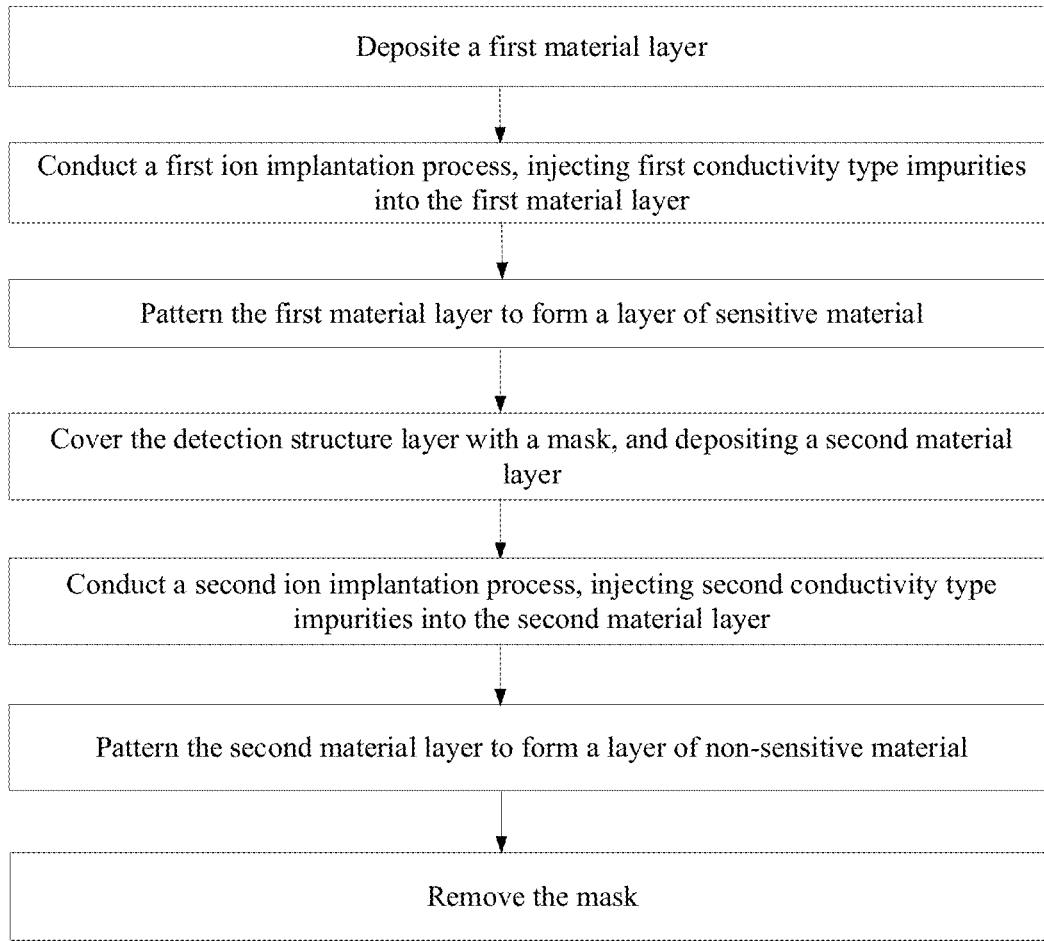 Deposite a first material layer
Conduct a first ion implantation process, injecting first conductivity type impurities
into the first material layer
Pattern the first material layer to form a layer of sensitive material
Cover the detection structure layer with a mask, and depositing a second material
layer
Conduct a second ion implantation process, injecting second conductivity type
impurities into the second material layer
Pattern the second material layer to form a layer of non-sensitive material
Remove the mask